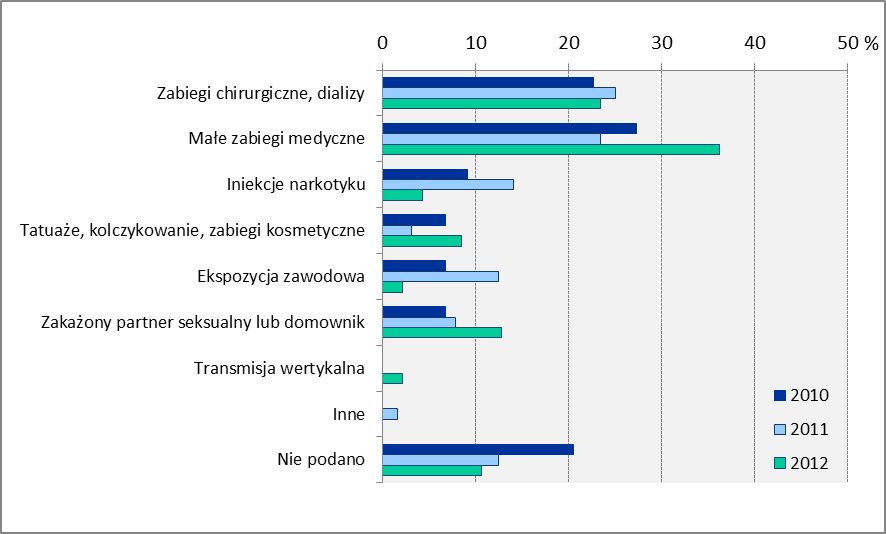 0 10 20 30 40 50 %
Zabiegi chirurgiczne, dializy
Małe zabiegi medyczne
Iniekcje narkotyku
Tatuaże, kolczykowanie, zabiegi kosmetyczne
Ekspozycja zawodowa
Zakażony partner seksualny lub domownik
Transmisja wertykalna
Inne
Nie podano
2010
2011
2012